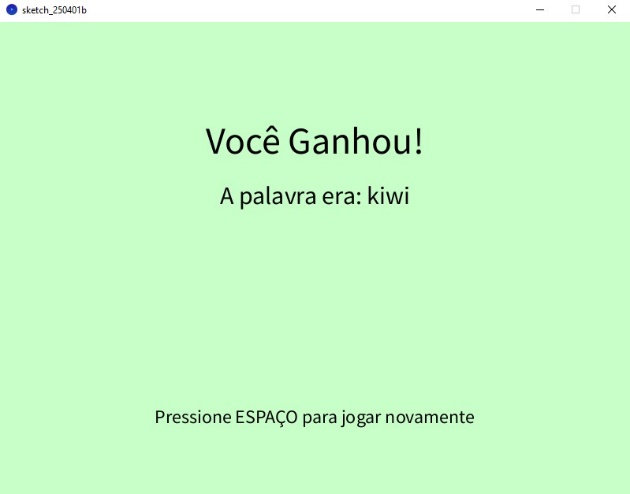 sketch_250401b
Você Ganhou!
A palavra era: kiwi
Pressione ESPAÇO para jogar novamente